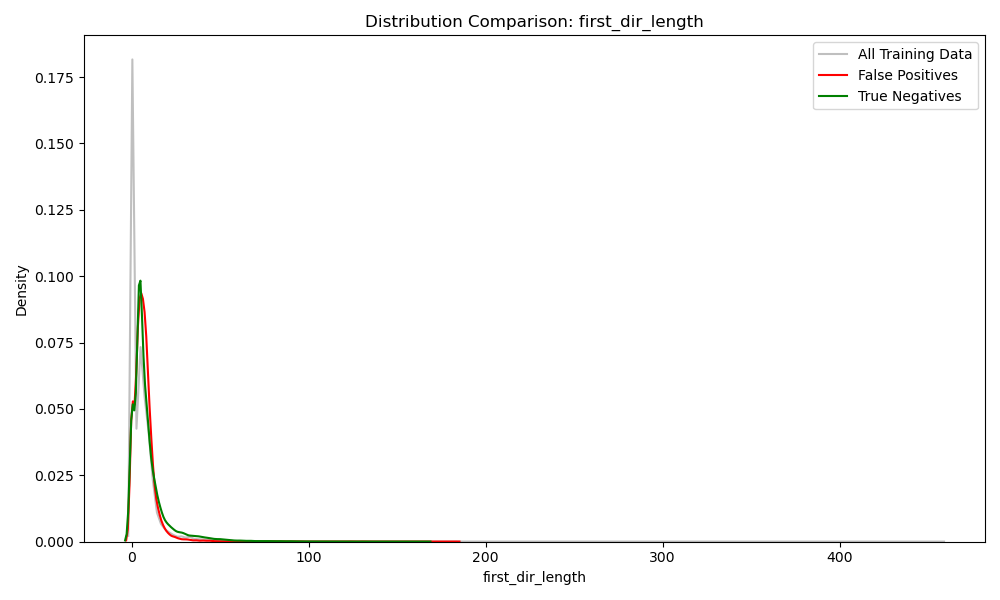 Distribution Comparison: first_dir_length
All Training Data
False Positives
True Negatives
0.175
0.150
0.125
0.100
0.075
0.050
0.025
0.000
Density
0
100
200
300
400
first_dir_length